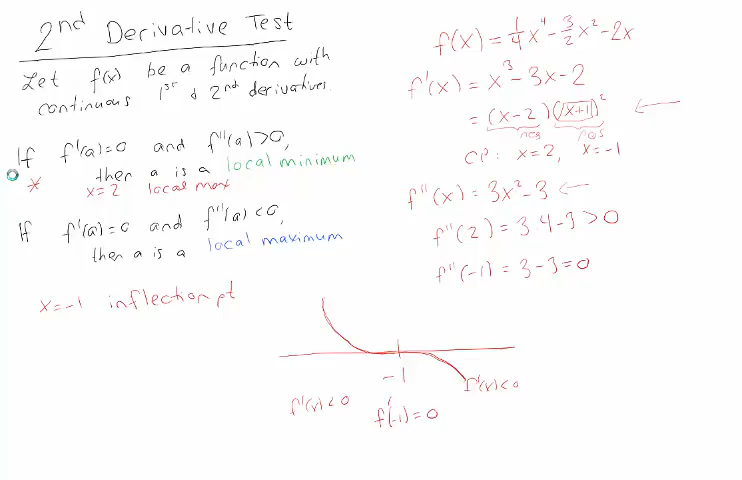 2nd Derivative Test
Let f(x) be a function with
continuous 1st & 2nd derivatives.
If f'(a)=0 and f''(a)>0,
then a is a local minimum
* x=2 local max
If f'(a)=0 and f''(a)<0,
then a is a local maximum
x=-1 inflection pt
f(x) = 1/4 x^4 - 3/2 x^2 - 2x
f'(x) = x^3 - 3x - 2
= (x-2)(x+1)^2
neg pos
CP: x=2, x=-1
f''(x) = 3x^2 - 3
f''(2) = 3·4-3 > 0
f''(-1) = 3-3 = 0
-1
f'(x)<0
f'(-1) = 0
f'(x)<0